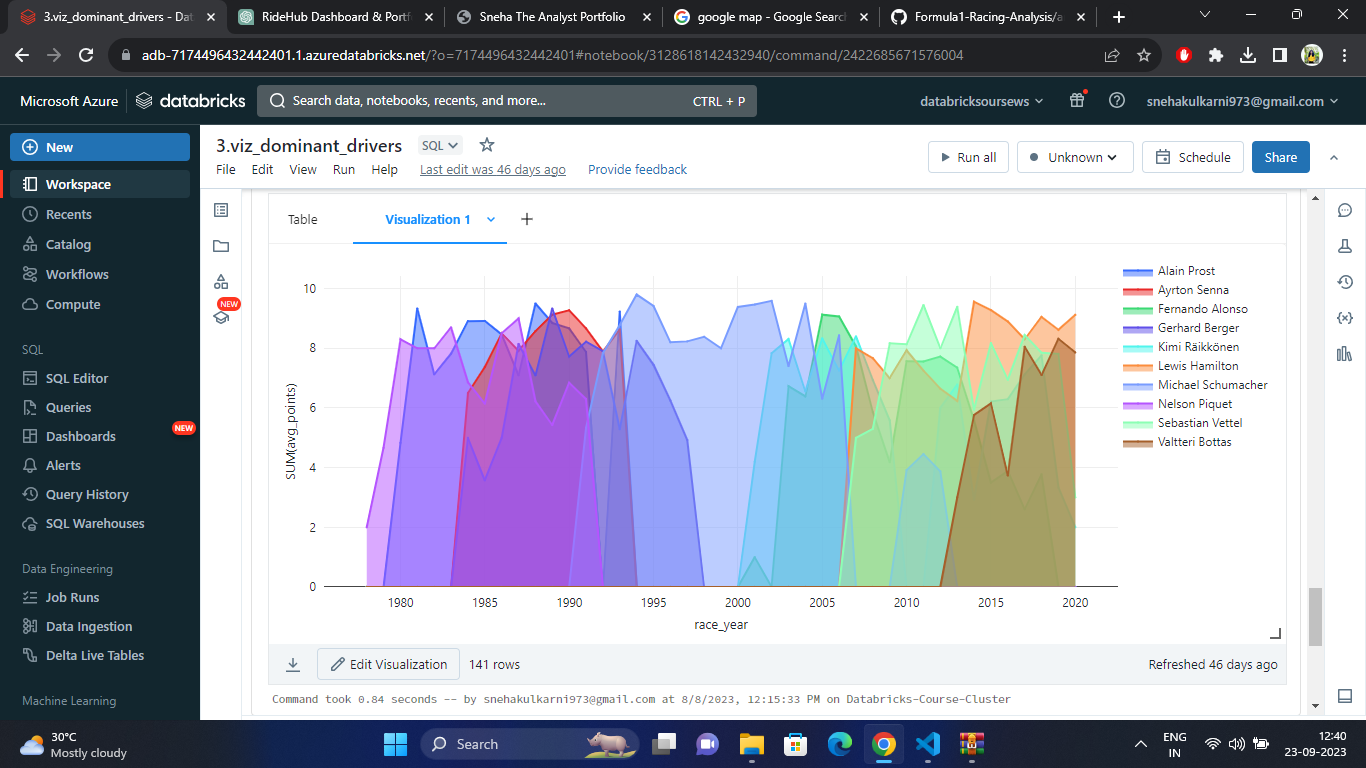 3.viz_dominant_drivers - Dat
RideHub Dashboard & Portf
Sneha The Analyst Portfolio
google map - Google Search
Formula1-Racing-Analysis/a
adb-7174496432442401.1.azuredatabricks.net/?o=7174496432442401#notebook/3128618142432940/command/2422685671576004
Microsoft Azure
databricks
Search data, notebooks, recents, and more...
CTRL + P
databricksoursews
snehakulkarni973@gmail.com
New
Workspace
Recents
Catalog
Workflows
Compute
SQL
SQL Editor
Queries
Dashboards
NEW
Alerts
Query History
SQL Warehouses
Data Engineering
Job Runs
Data Ingestion
Delta Live Tables
Machine Learning
3.viz_dominant_drivers
SQL
File Edit View Run Help Last edit was 46 days ago Provide feedback
Run all
Unknown
Schedule
Share
NEW
Table
Visualization 1
10
8
6
4
2
0
SUM(avg_points)
1980 1985 1990 1995 2000 2005 2010 2015 2020
race_year
Alain Prost
Ayrton Senna
Fernando Alonso
Gerhard Berger
Kimi Räikkönen
Lewis Hamilton
Michael Schumacher
Nelson Piquet
Sebastian Vettel
Valtteri Bottas
Edit Visualization
141 rows
Refreshed 46 days ago
Command took 0.84 seconds -- by snehakulkarni973@gmail.com at 8/8/2023, 12:15:33 PM on Databricks-Course-Cluster
30°C
Mostly cloudy
Search
ENG
IN
12:40
23-09-2023